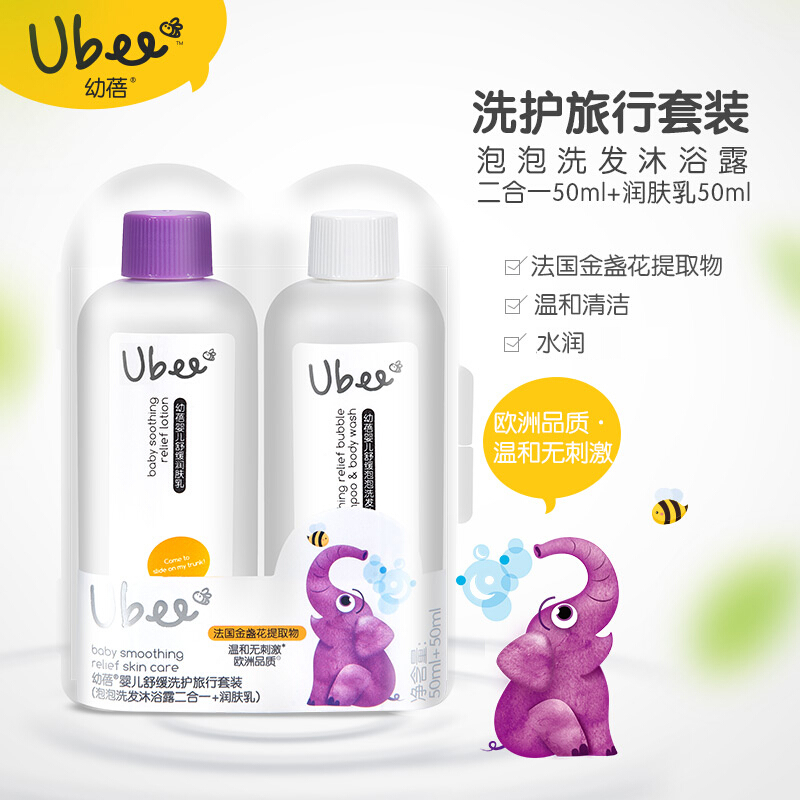 Ubee™
幼蓓®
洗护旅行套装
泡泡洗发沐浴露
二合一50ml+润肤乳50ml
法国金盏花提取物
温和清洁
水润
欧洲品质·
温和无刺激
Ubee
baby soothing
relief lotion
幼蓓婴儿舒缓润肤乳
Come to
slide on my trunk!
Ubee
hing relief bubble
poo & body wash
幼蓓婴儿舒缓泡泡洗发
Ubee
baby smoothing
relief skin care
法国金盏花提取物
温和无刺激*
欧洲品质
幼蓓®婴儿舒缓洗护旅行套装
(泡泡洗发沐浴露二合一+润肤乳)
净含量:
50ml+50ml